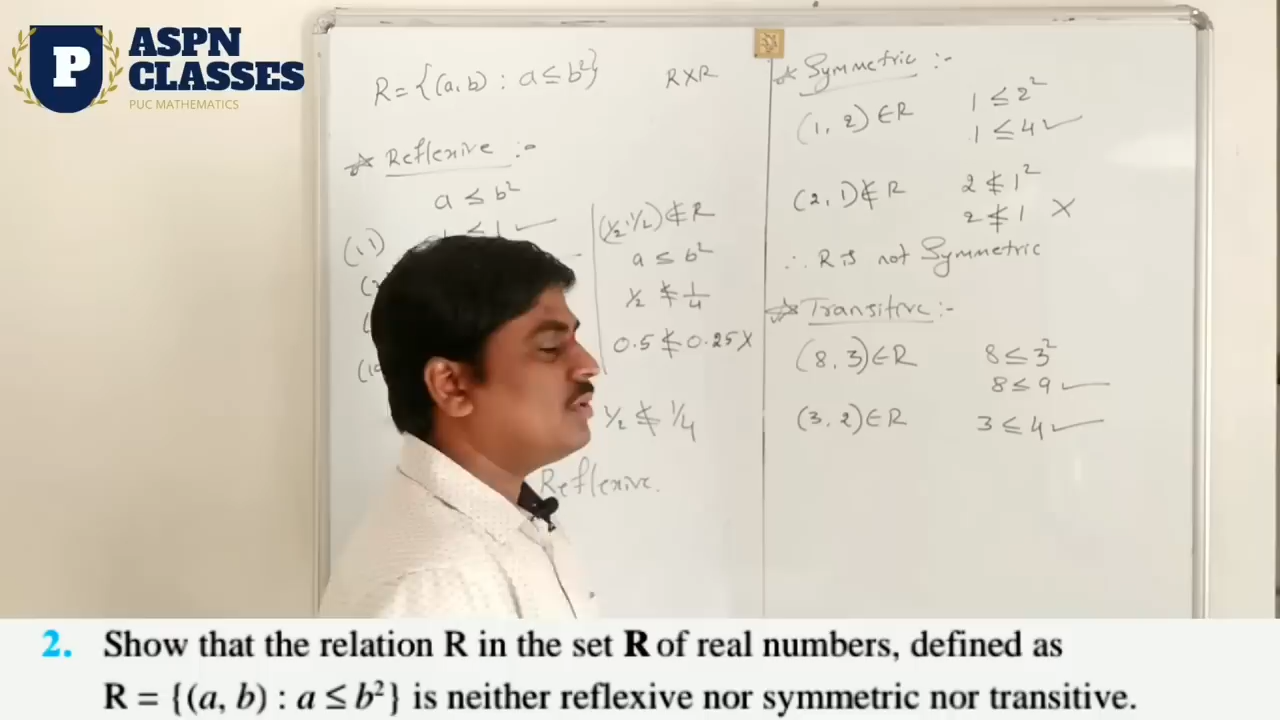 P
ASPN
CLASSES
PUC MATHEMATICS
R = {(a, b) : a ≤ b²} R×R
☆ Reflexive :-
a ≤ b²
(1,1) 1 ≤ 1 ✓
(½, ½) ∉ R
a ≤ b²
½ ≰ 1/4
0.5 ≰ 0.25 X
½ ≰ ¼
Reflexive.
☆ Symmetric :-
(1, 2) ∈ R 1 ≤ 2²
1 ≤ 4 ✓
(2, 1) ∉ R 2 ≰ 1²
2 ≰ 1 X
∴ R is not Symmetric
☆ Transitive :-
(8, 3) ∈ R 8 ≤ 3²
8 ≤ 9 ✓
(3, 2) ∈ R 3 ≤ 4 ✓
2. Show that the relation R in the set R of real numbers, defined as
R = {(a, b) : a ≤ b²} is neither reflexive nor symmetric nor transitive.